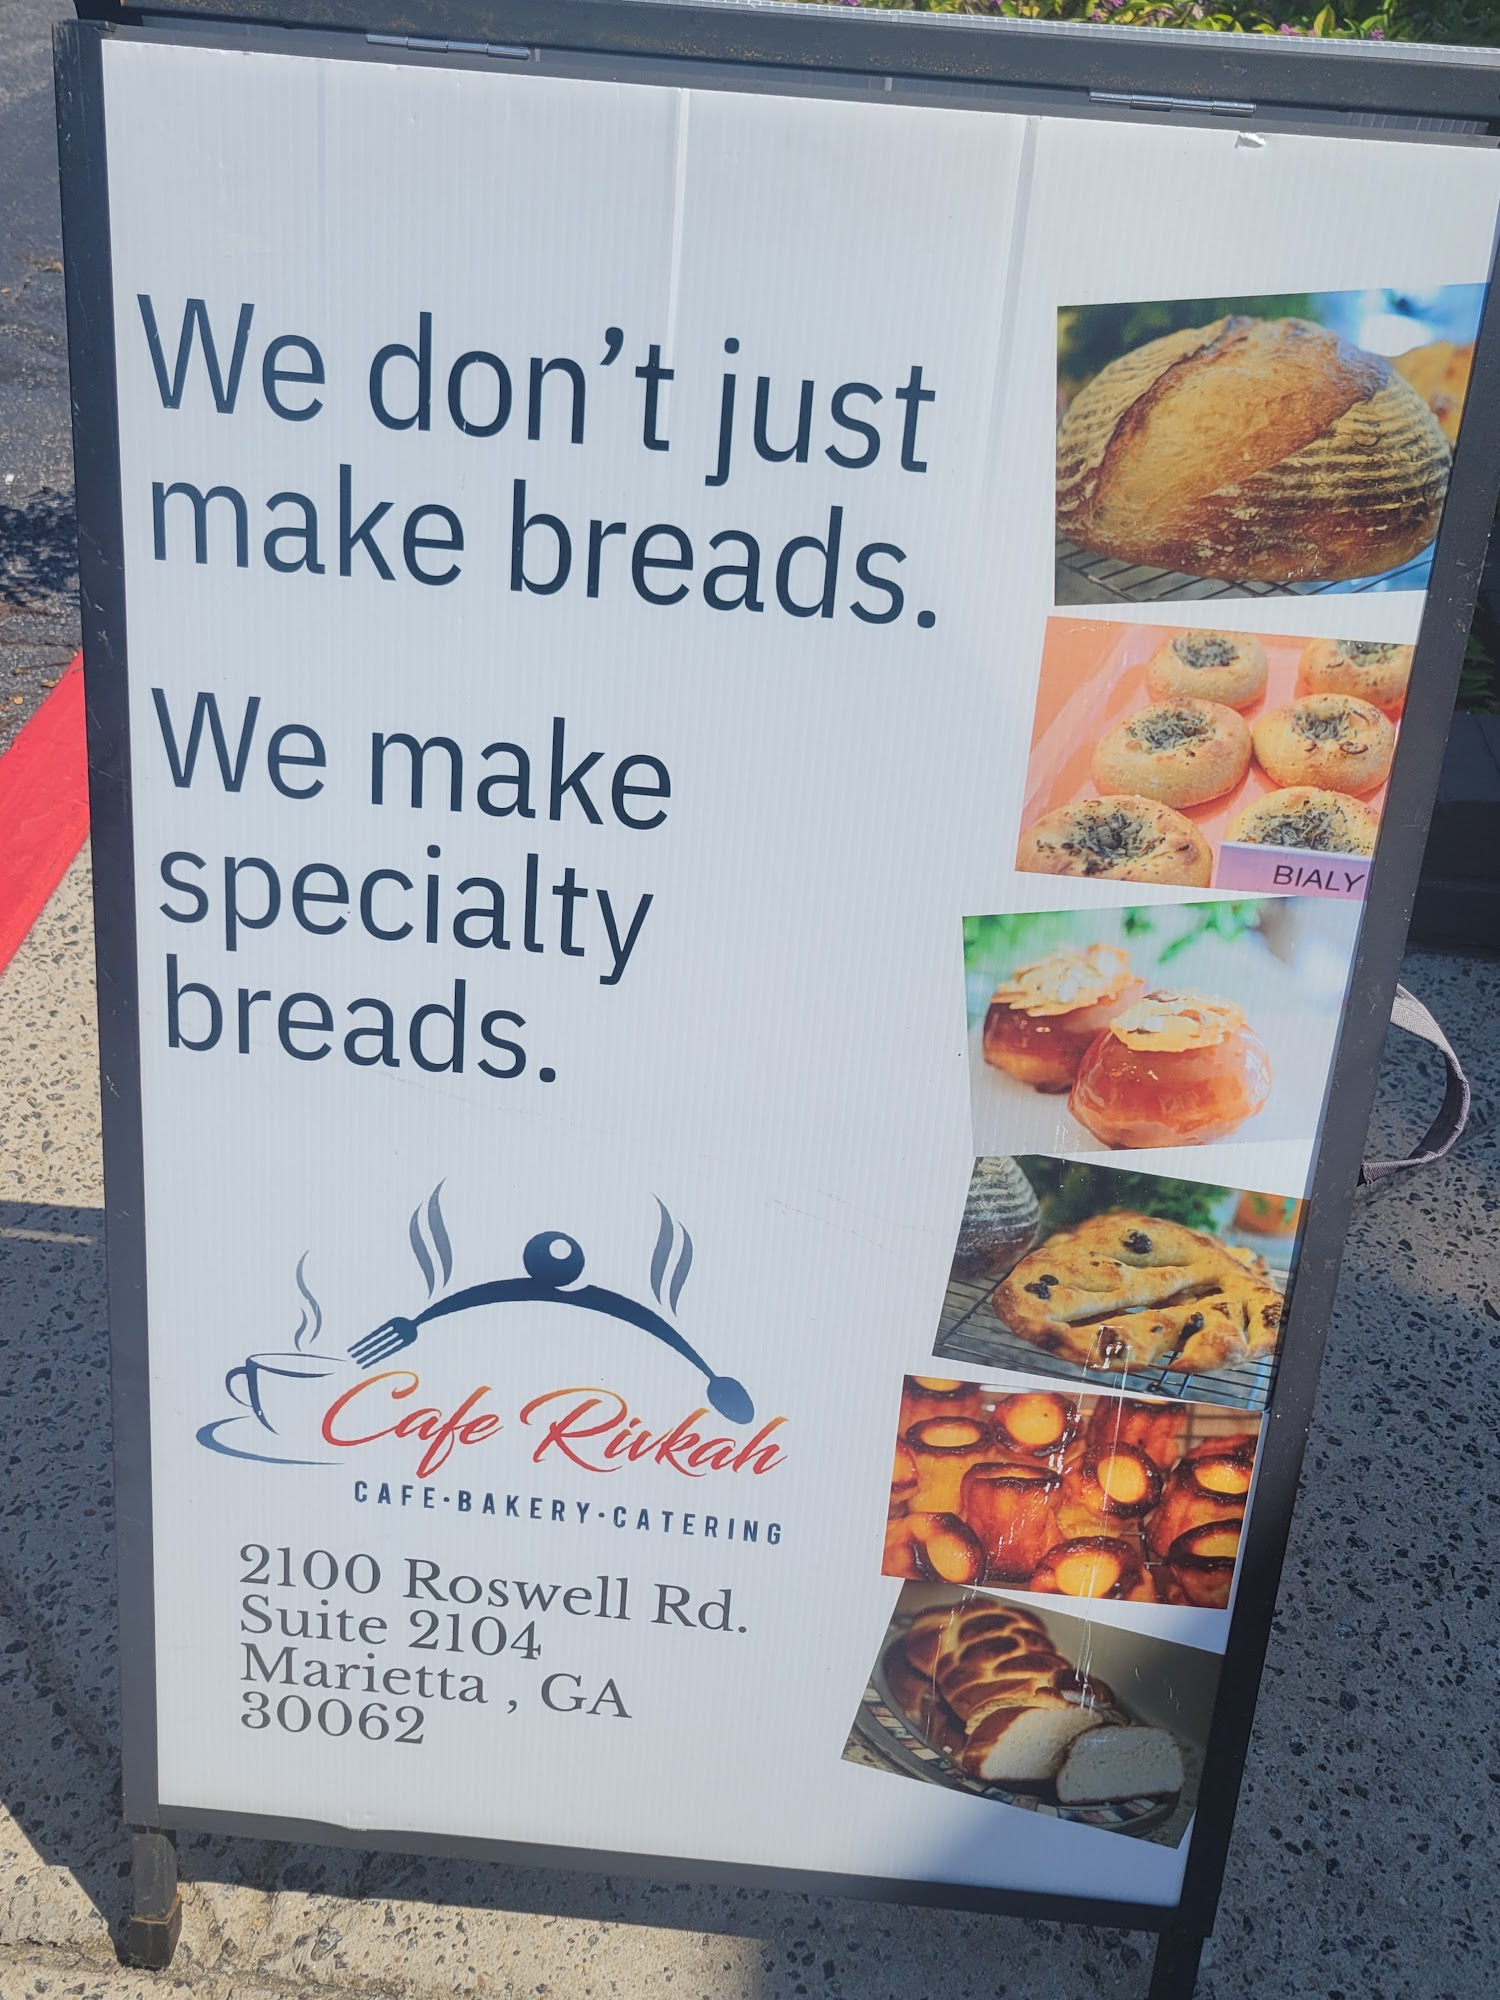 We don't just
make breads.
We make
specialty
breads.
BIALY
Cafe Rivkah
CAFE·BAKERY·CATERING
2100 Roswell Rd.
Suite 2104
Marietta , GA
30062